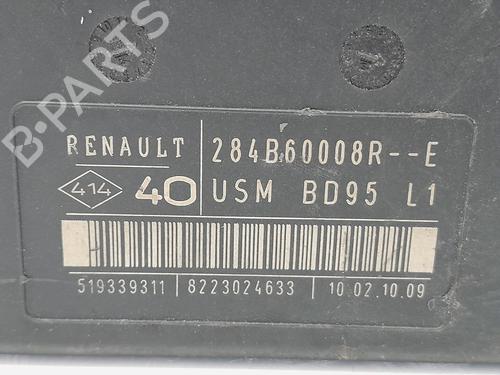 B-PARTS
RENAULT 284B60008R--E
414 40 USM BD95 L1
519339311 8223024633 10.02.10.09